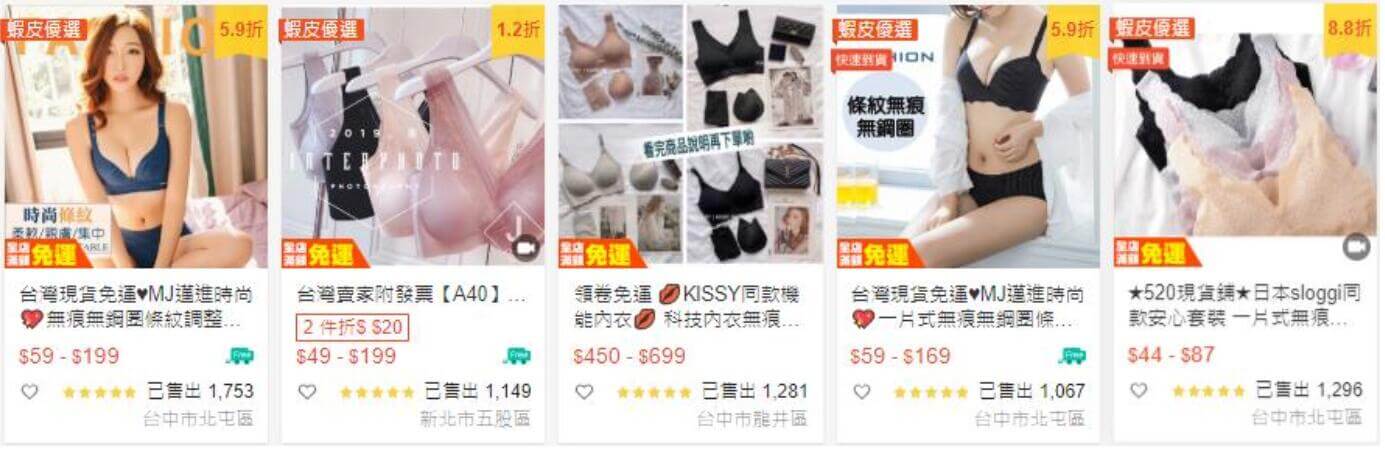 蝦皮優選
5.9折
FASHION
時尚條紋
柔軟/親膚/集中
全店
滿額
免運
台灣現貨免運♥MJ邁進時尚
💖無痕無鋼圈條紋調整...
$59 - $199
Free
已售出 1,753
台中市北屯區
蝦皮優選
1.2折
2019
INTERPHOTO
PHOTOGRAPHY
J
全店
滿額
免運
台灣賣家附發票【A40】...
2 件折$ $20
$49 - $199
Free
已售出 1,149
新北市五股區
看完商品說明再下單喲
領卷免運 💋KISSY同款機
能內衣💋 科技內衣無痕...
$450 - $699
已售出 1,281
台中市龍井區
蝦皮優選
5.9折
快速到貨
HION
條紋無痕
無鋼圈
全店
滿額
免運
台灣現貨免運♥MJ邁進時尚
💖一片式無痕無鋼圈條...
$59 - $169
Free
已售出 1,067
台中市北屯區
蝦皮優選
8.8折
快速到貨
全店
滿額
免運
★520現貨鋪★日本sloggi同
款安心套裝 一片式無痕...
$44 - $87
已售出 1,296
台中市北屯區